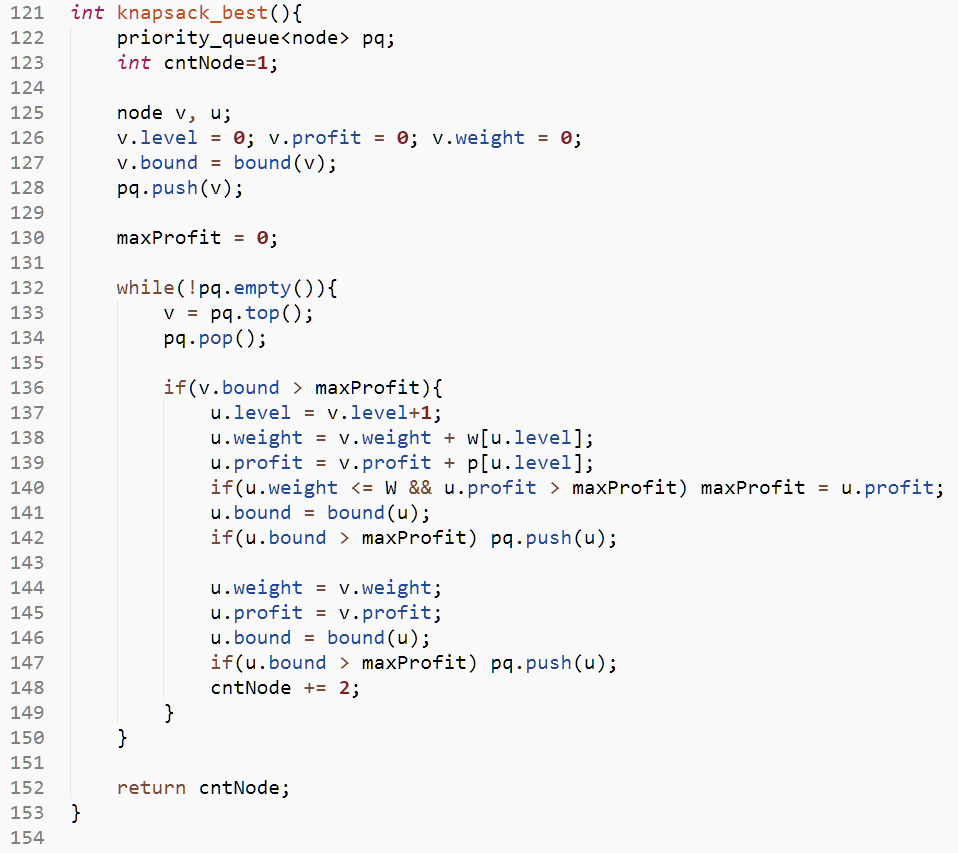 121 int knapsack_best(){
122     priority_queue<node> pq;
123     int cntNode=1;
124
125     node v, u;
126     v.level = 0; v.profit = 0; v.weight = 0;
127     v.bound = bound(v);
128     pq.push(v);
129
130     maxProfit = 0;
131
132     while(!pq.empty()){
133         v = pq.top();
134         pq.pop();
135
136         if(v.bound > maxProfit){
137             u.level = v.level+1;
138             u.weight = v.weight + w[u.level];
139             u.profit = v.profit + p[u.level];
140             if(u.weight <= W && u.profit > maxProfit) maxProfit = u.profit;
141             u.bound = bound(u);
142             if(u.bound > maxProfit) pq.push(u);
143
144             u.weight = v.weight;
145             u.profit = v.profit;
146             u.bound = bound(u);
147             if(u.bound > maxProfit) pq.push(u);
148             cntNode += 2;
149         }
150     }
151
152     return cntNode;
153 }
154